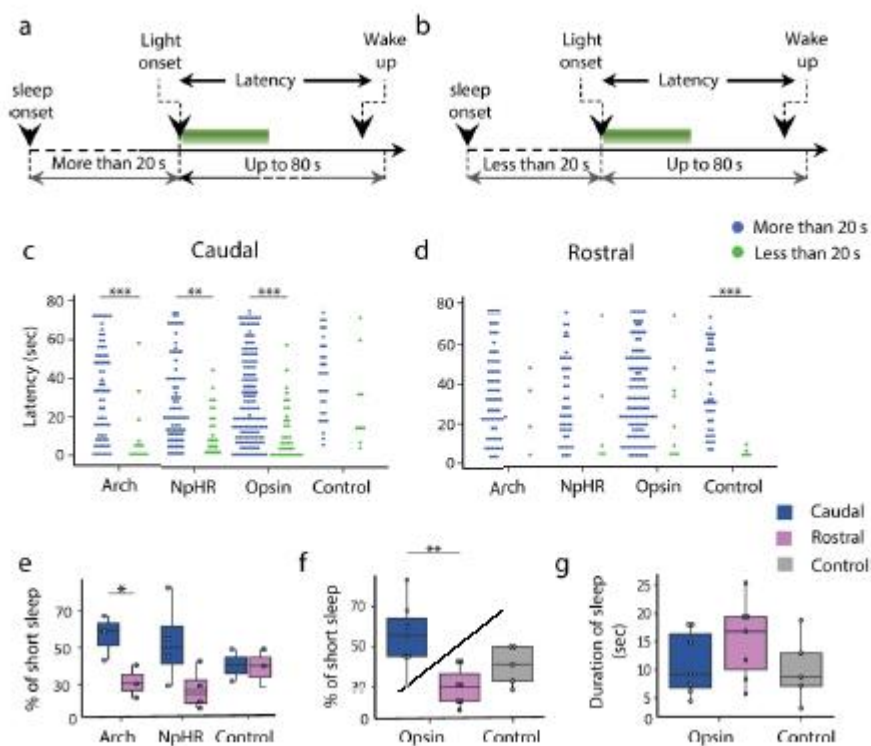 a
Light
onset
Wake
up
Latency
sleep
onset
More than 20 s
Up to 80 s
b
Light
onset
Wake
up
Latency
sleep
onset
Less than 20 s
Up to 80 s
More than 20 s
Less than 20 s
c
Caudal
Latency (sec)
80
60
40
20
0
***
**
***
Arch
NpHR
Opsin
Control
d
Rostral
80
60
40
20
0
***
Arch
NpHR
Opsin
Control
Caudal
Rostral
Control
e
% of short sleep
70
50
30
0
*
Arch
NpHR
Control
f
% of short sleep
70
50
30
0
**
Opsin
Control
g
Duration of sleep
(sec)
25
20
15
10
5
0
Opsin
Control